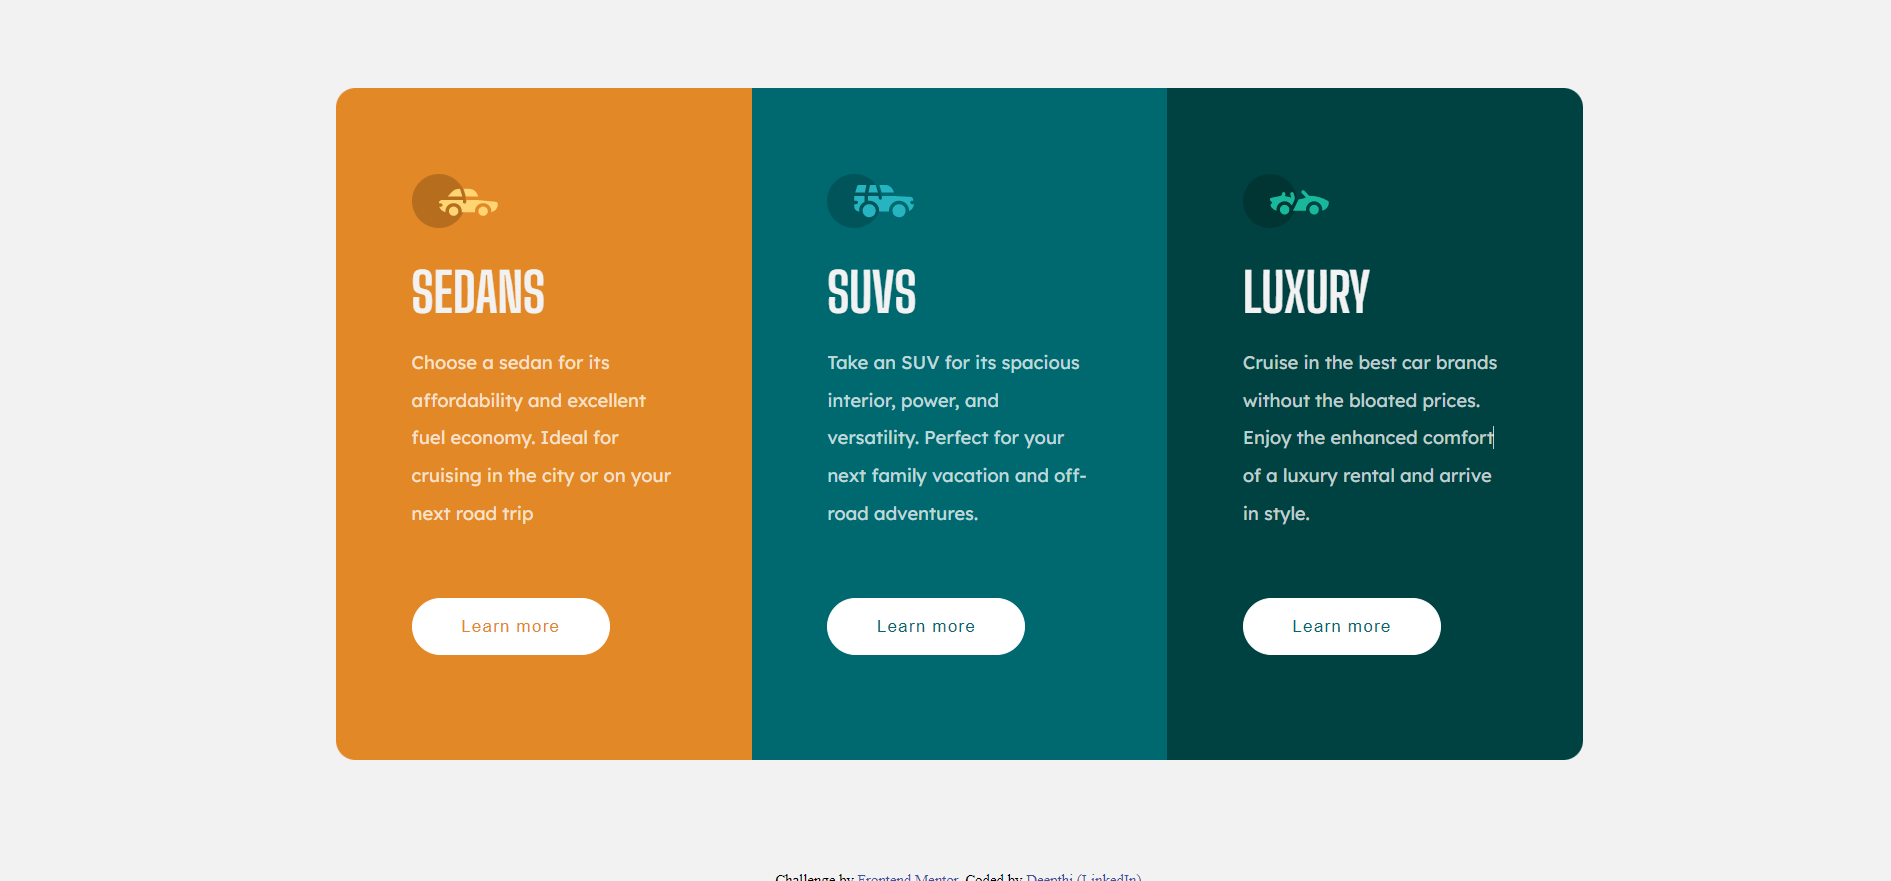 SEDANS
Choose a sedan for its
affordability and excellent
fuel economy. Ideal for
cruising in the city or on your
next road trip
Learn more
SUVS
Take an SUV for its spacious
interior, power, and
versatility. Perfect for your
next family vacation and off-
road adventures.
Learn more
LUXURY
Cruise in the best car brands
without the bloated prices.
Enjoy the enhanced comfort
of a luxury rental and arrive
in style.
Learn more
Challenge by Frontend Mentor. Coded by Deepthi (LinkedIn)